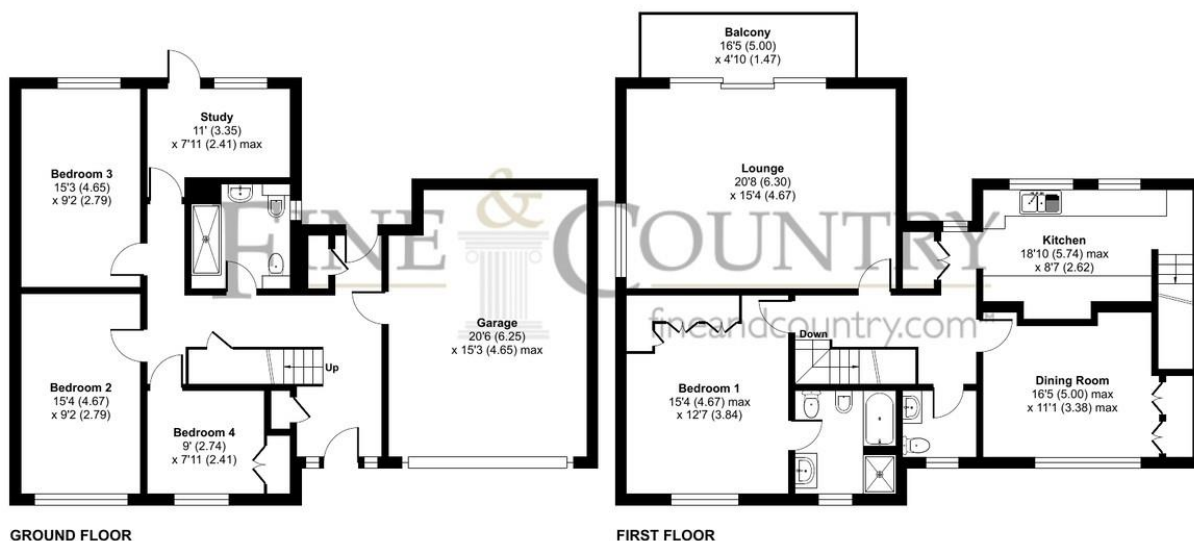 Balcony
16'5 (5.00)
x 4'10 (1.47)
Study
11' (3.35)
x 7'11 (2.41) max
Bedroom 3
15'3 (4.65)
x 9'2 (2.79)
Lounge
20'8 (6.30)
x 15'4 (4.67)
FINE & COUNTRY
fineandcountry.com™
Kitchen
18'10 (5.74) max
x 8'7 (2.62)
Garage
20'6 (6.25)
x 15'3 (4.65) max
Up
Down
Bedroom 2
15'4 (4.67)
x 9'2 (2.79)
Bedroom 4
9' (2.74)
x 7'11 (2.41)
Bedroom 1
15'4 (4.67) max
x 12'7 (3.84)
Dining Room
16'5 (5.00) max
x 11'1 (3.38) max
GROUND FLOOR
FIRST FLOOR